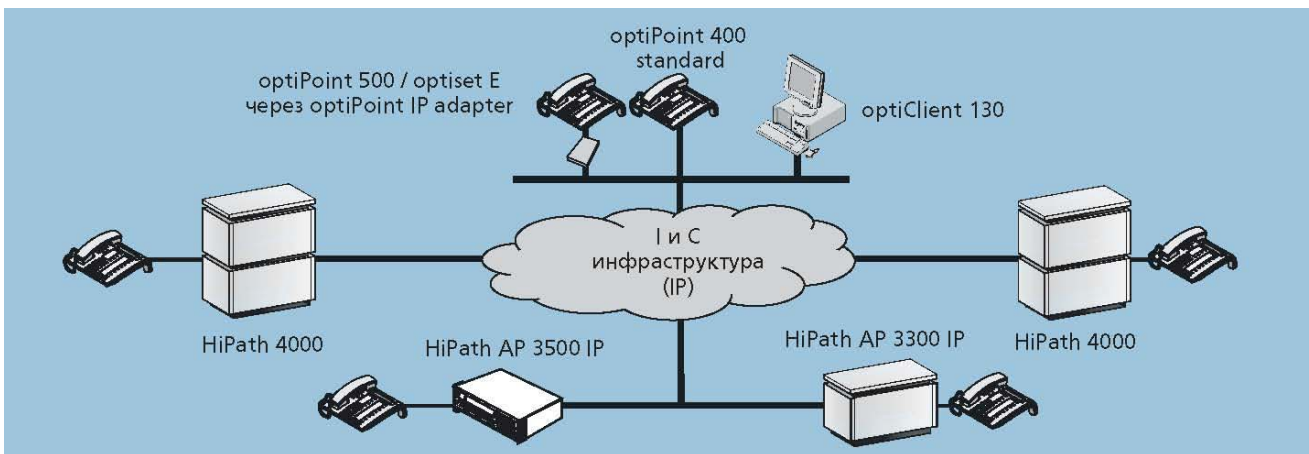 optiPoint 400
standard
optiPoint 500 / optiset E
через optiPoint IP adapter
optiClient 130
I и C
инфраструктура
(IP)
HiPath 4000
HiPath AP 3500 IP
HiPath AP 3300 IP
HiPath 4000